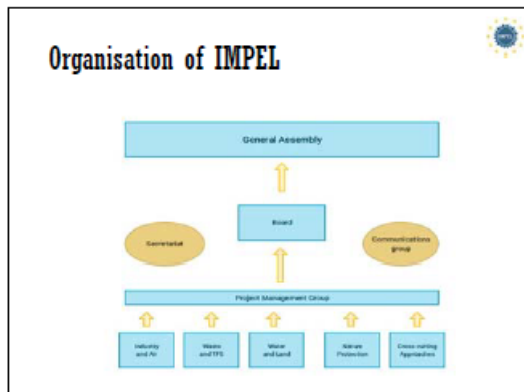 Organisation of IMPEL
IMPEL
General Assembly
Board
Secretariat
Communications
group
Project Management Group
Industry
and Air
Waste
and TFS
Water
and Land
Nature
Protection
Cross-cutting
Approaches